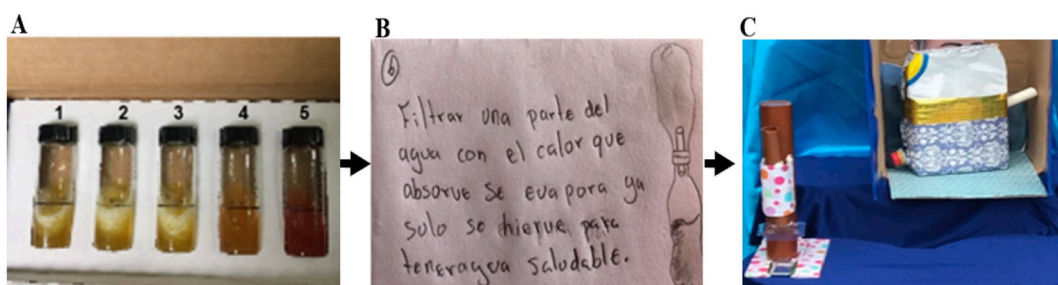 A
B
C
1 2 3 4 5
6
Filtrar una parte del
agua con el calor que
absorve se evapora ya
solo se hierve para
teneragua saludable.